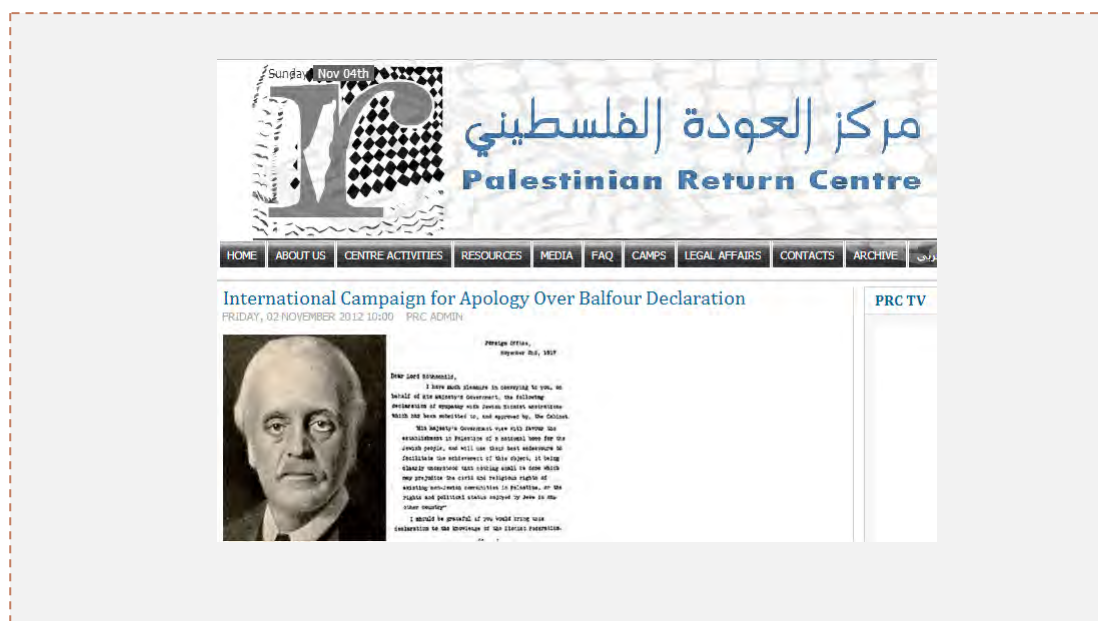 Sunday, Nov 04th
مركز العودة الفلسطيني
Palestinian Return Centre
HOME ABOUT US CENTRE ACTIVITIES RESOURCES MEDIA FAQ CAMPS LEGAL AFFAIRS CONTACTS ARCHIVE
International Campaign for Apology Over Balfour Declaration
FRIDAY, 02 NOVEMBER 2012 10:00 PRC ADMIN
PRC TV
Foreign Office,
November 2nd, 1917
Dear Lord Rothschild,
I have much pleasure in conveying to you, on
behalf of His Majesty's Government, the following
declaration of sympathy with Jewish Zionist aspirations
which has been submitted to, and approved by, the Cabinet
"His Majesty's Government view with favour the
establishment in Palestine of a national home for the
Jewish people, and will use their best endeavours to
facilitate the achievement of this object, it being
clearly understood that nothing shall be done which
may prejudice the civil and religious rights of
existing non-Jewish communities in Palestine, or the
rights and political status enjoyed by Jews in any
other country"
I should be grateful if you would bring this
declaration to the knowledge of the Zionist Federation.